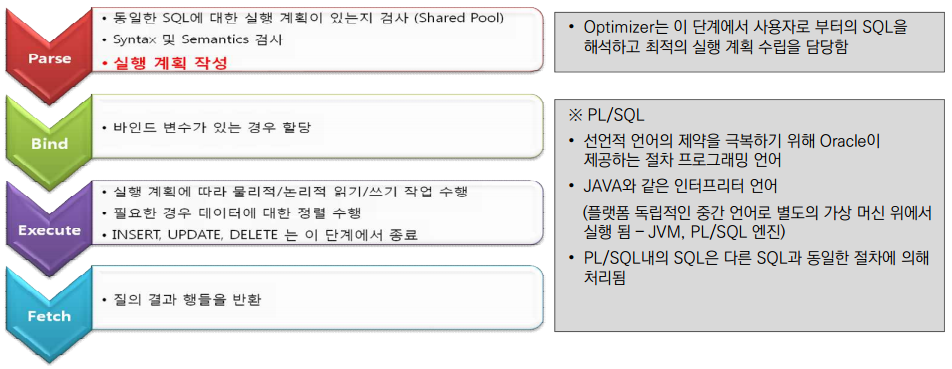 Parse
• 동일한 SQL에 대한 실행 계획이 있는지 검사 (Shared Pool)
• Syntax 및 Semantics 검사
• 실행 계획 작성
Bind
• 바인드 변수가 있는 경우 할당
Execute
• 실행 계획에 따라 물리적/논리적 읽기/쓰기 작업 수행
• 필요한 경우 데이터에 대한 정렬 수행
• INSERT, UPDATE, DELETE 는 이 단계에서 종료
Fetch
• 질의 결과 행들을 반환
• Optimizer는 이 단계에서 사용자로 부터의 SQL을
해석하고 최적의 실행 계획 수립을 담당함
※ PL/SQL
• 선언적 언어의 제약을 극복하기 위해 Oracle이
제공하는 절차 프로그래밍 언어
• JAVA와 같은 인터프리터 언어
(플랫폼 독립적인 중간 언어로 별도의 가상 머신 위에서
실행 됨 – JVM, PL/SQL 엔진)
• PL/SQL내의 SQL은 다른 SQL과 동일한 절차에 의해
처리됨